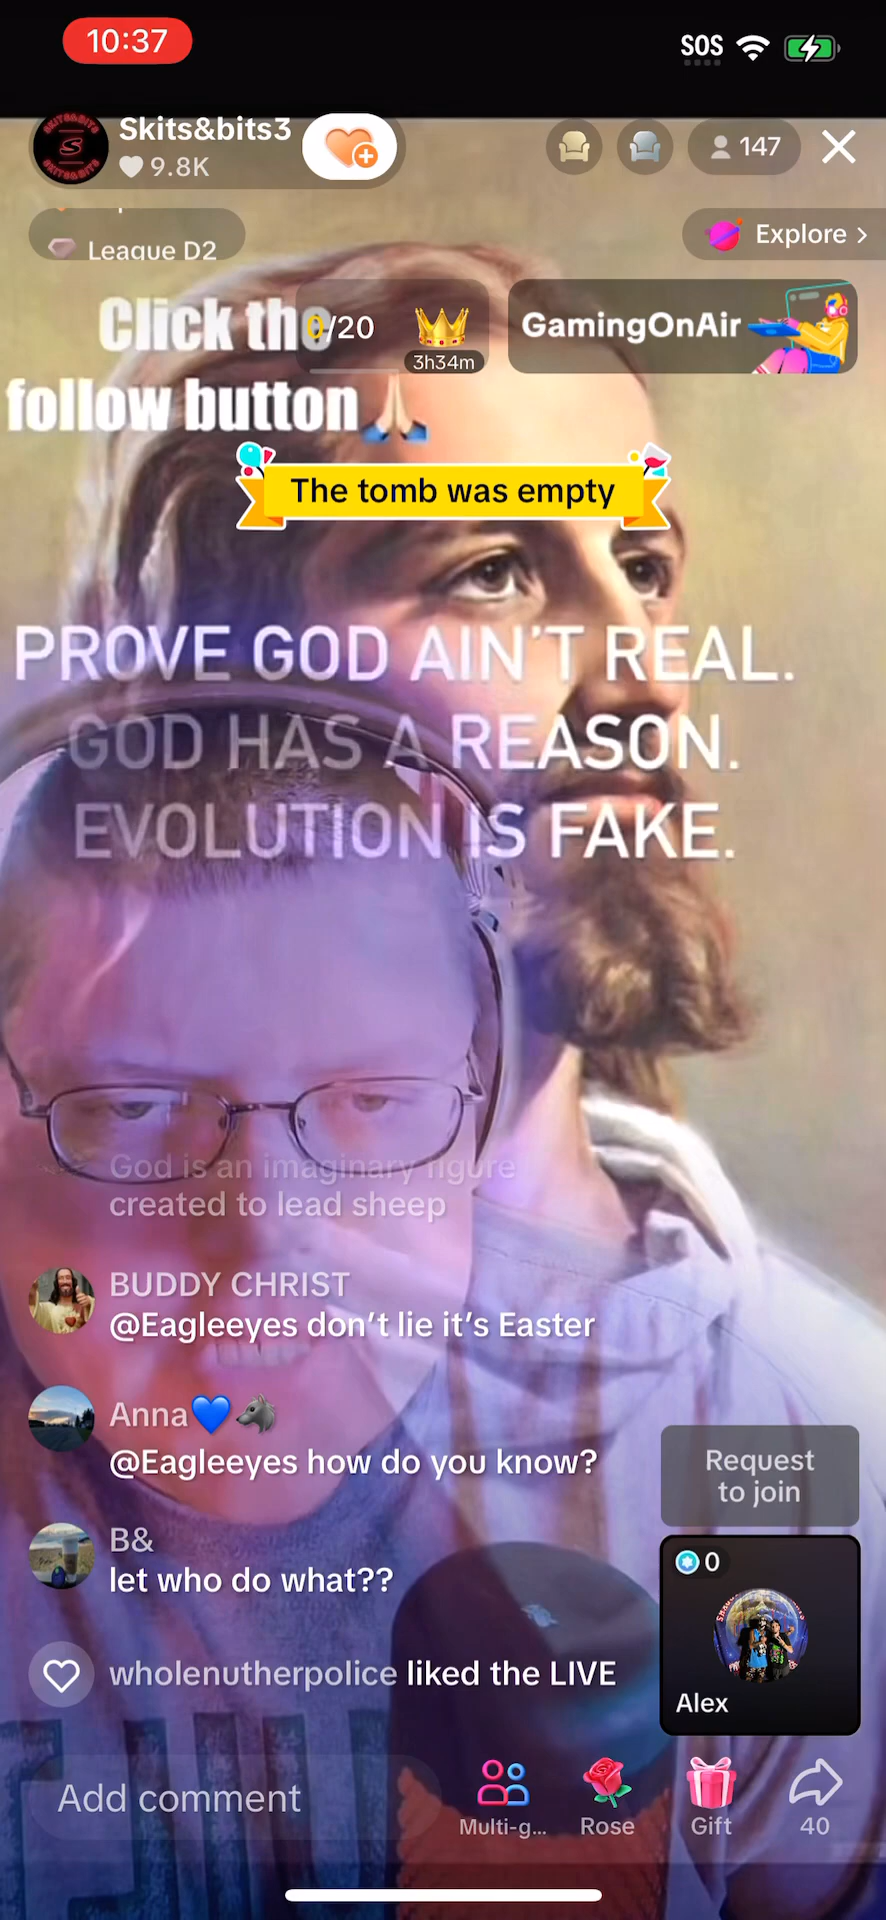 10:37
SOS
Skits&bits3
9.8K
147
League D2
Explore >
Click the
0/20
3h34m
GamingOnAir
follow button🙏🏻
The tomb was empty
PROVE GOD AIN'T REAL.
GOD HAS A REASON.
EVOLUTION IS FAKE.
God is an imaginary figure
created to lead sheep
BUDDY CHRIST
@Eagleeyes don't lie it's Easter
Anna💙🐺
@Eagleeyes how do you know?
B&
let who do what??
wholenutherpolice liked the LIVE
Request
to join
0
Alex
Add comment
Multi-g...
Rose
Gift
40